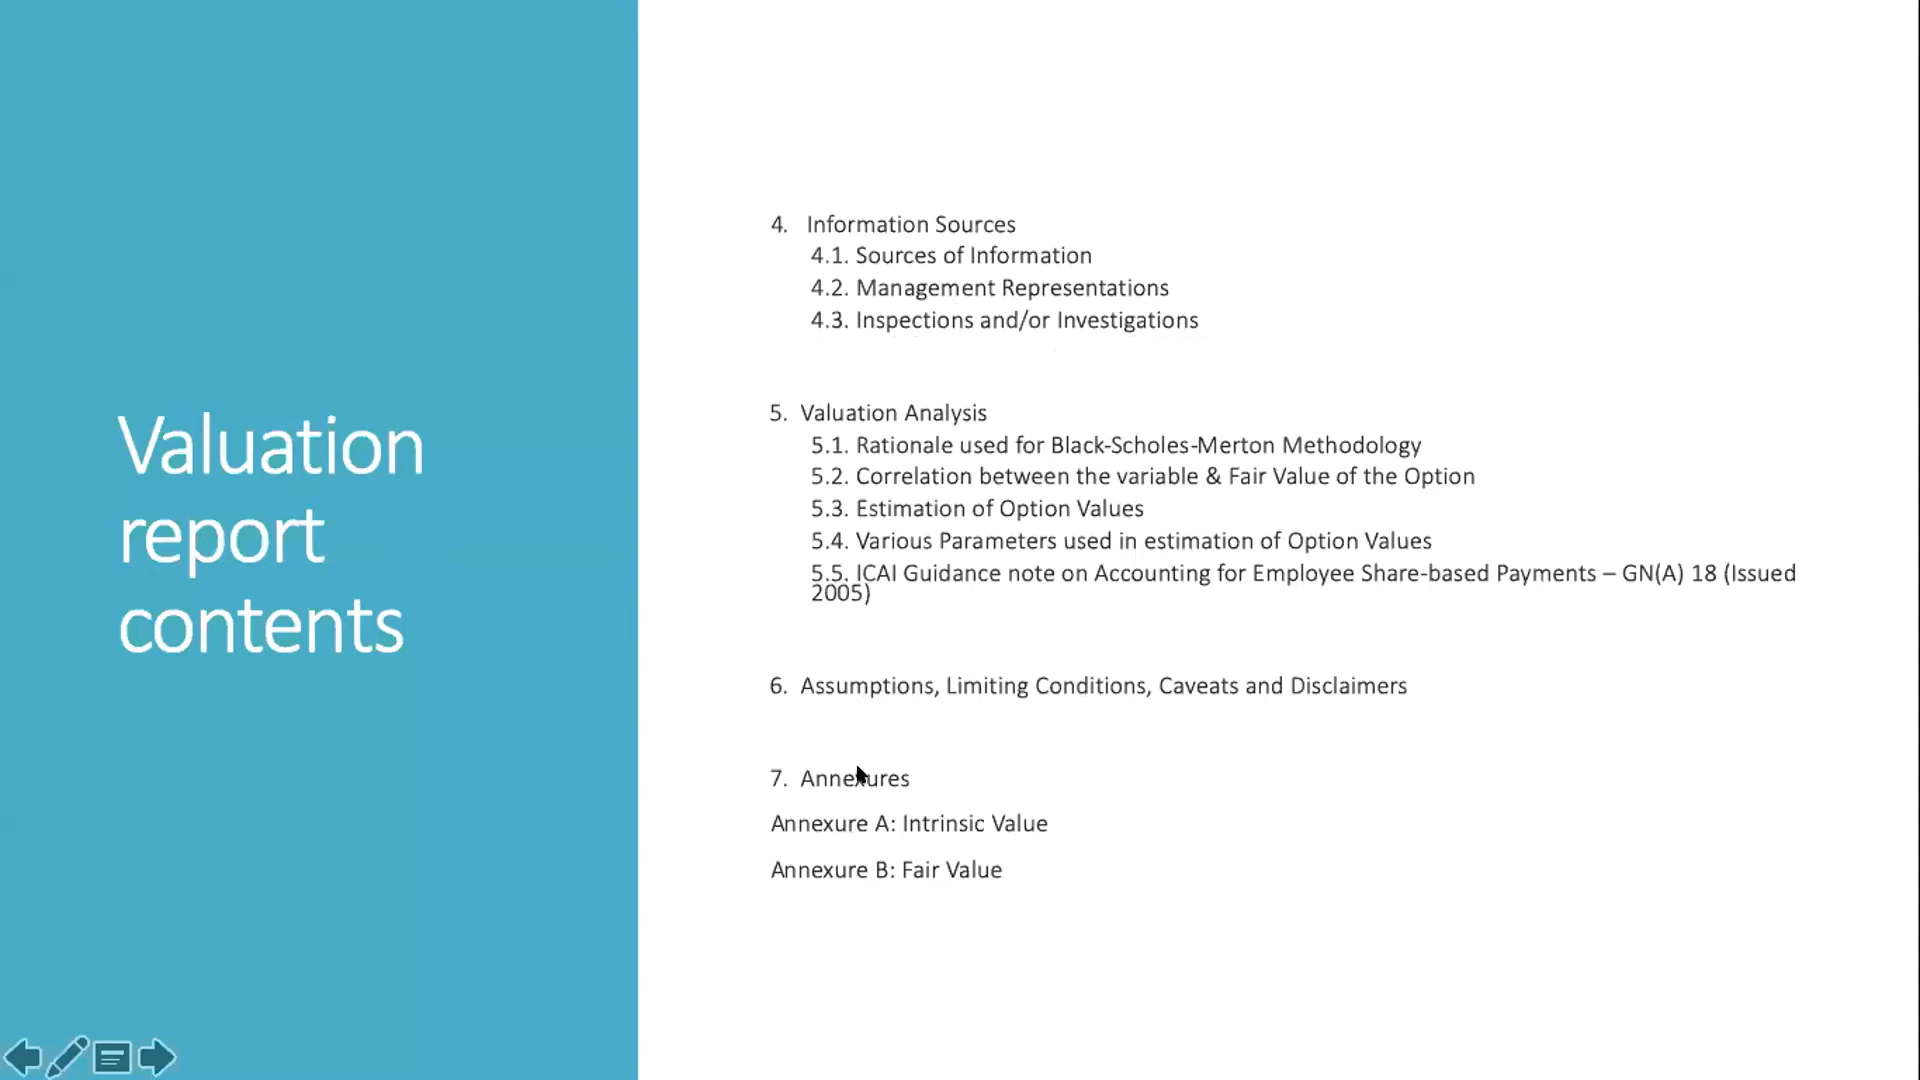 Valuation
report
contents
4. Information Sources
4.1. Sources of Information
4.2. Management Representations
4.3. Inspections and/or Investigations
5. Valuation Analysis
5.1. Rationale used for Black-Scholes-Merton Methodology
5.2. Correlation between the variable & Fair Value of the Option
5.3. Estimation of Option Values
5.4. Various Parameters used in estimation of Option Values
5.5. ICAI Guidance note on Accounting for Employee Share-based Payments – GN(A) 18 (Issued
2005)
6. Assumptions, Limiting Conditions, Caveats and Disclaimers
7. Annexures
Annexure A: Intrinsic Value
Annexure B: Fair Value